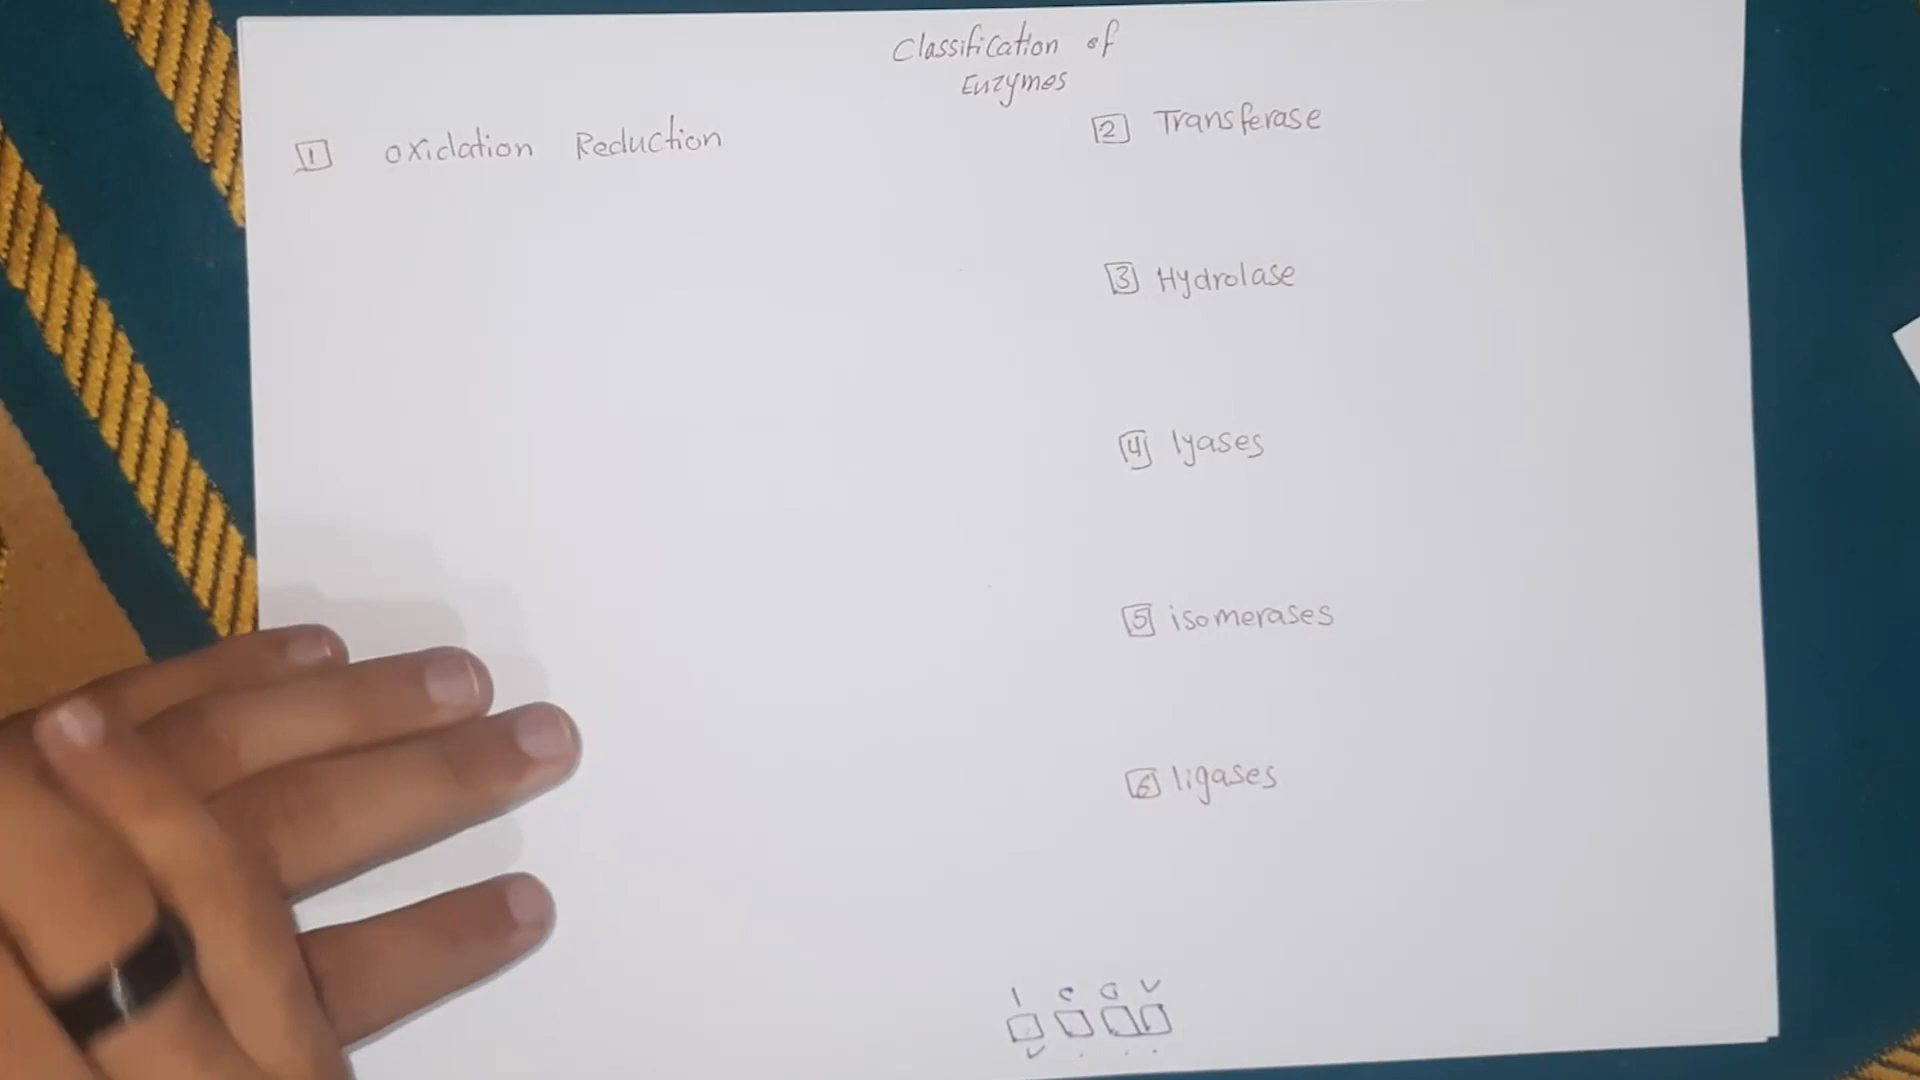 Classification of
Enzymes
1 oxidation Reduction
2 Transferase
3 Hydrolase
4 lyases
5 isomerases
6 ligases